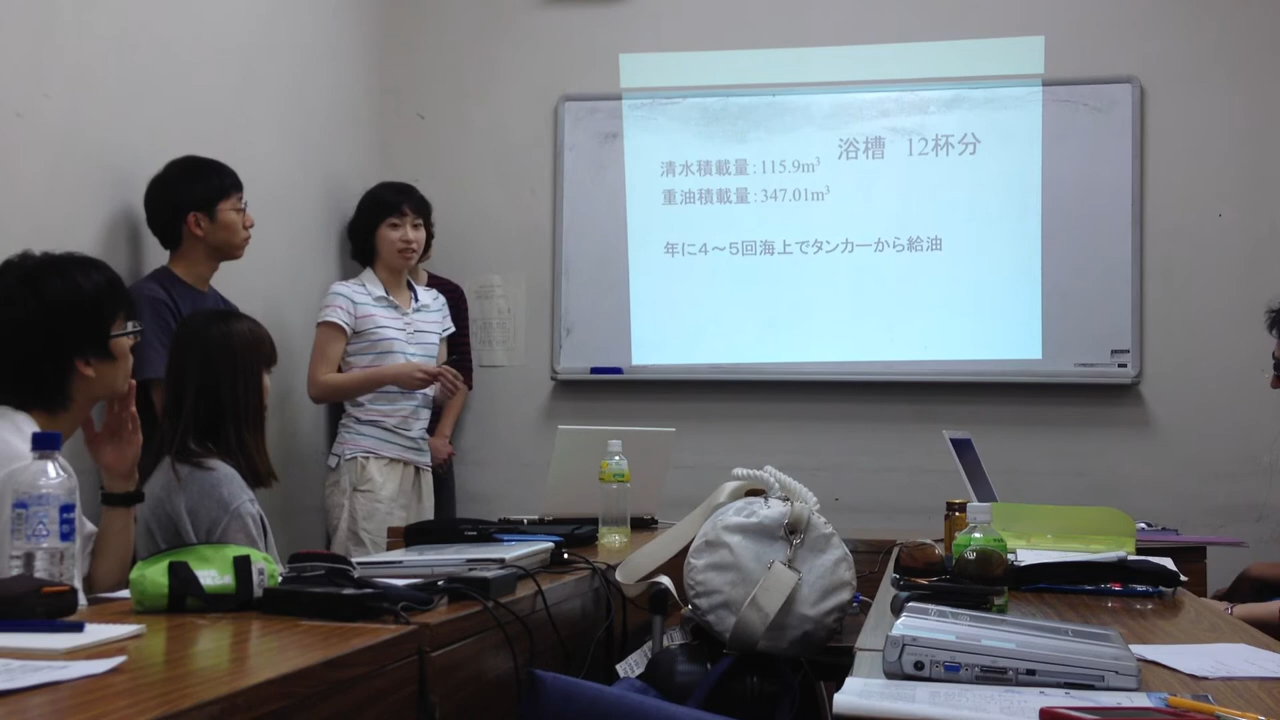 浴槽　12杯分
清水積載量：115.9m³
重油積載量：347.01m³
年に４～５回海上でタンカーから給油